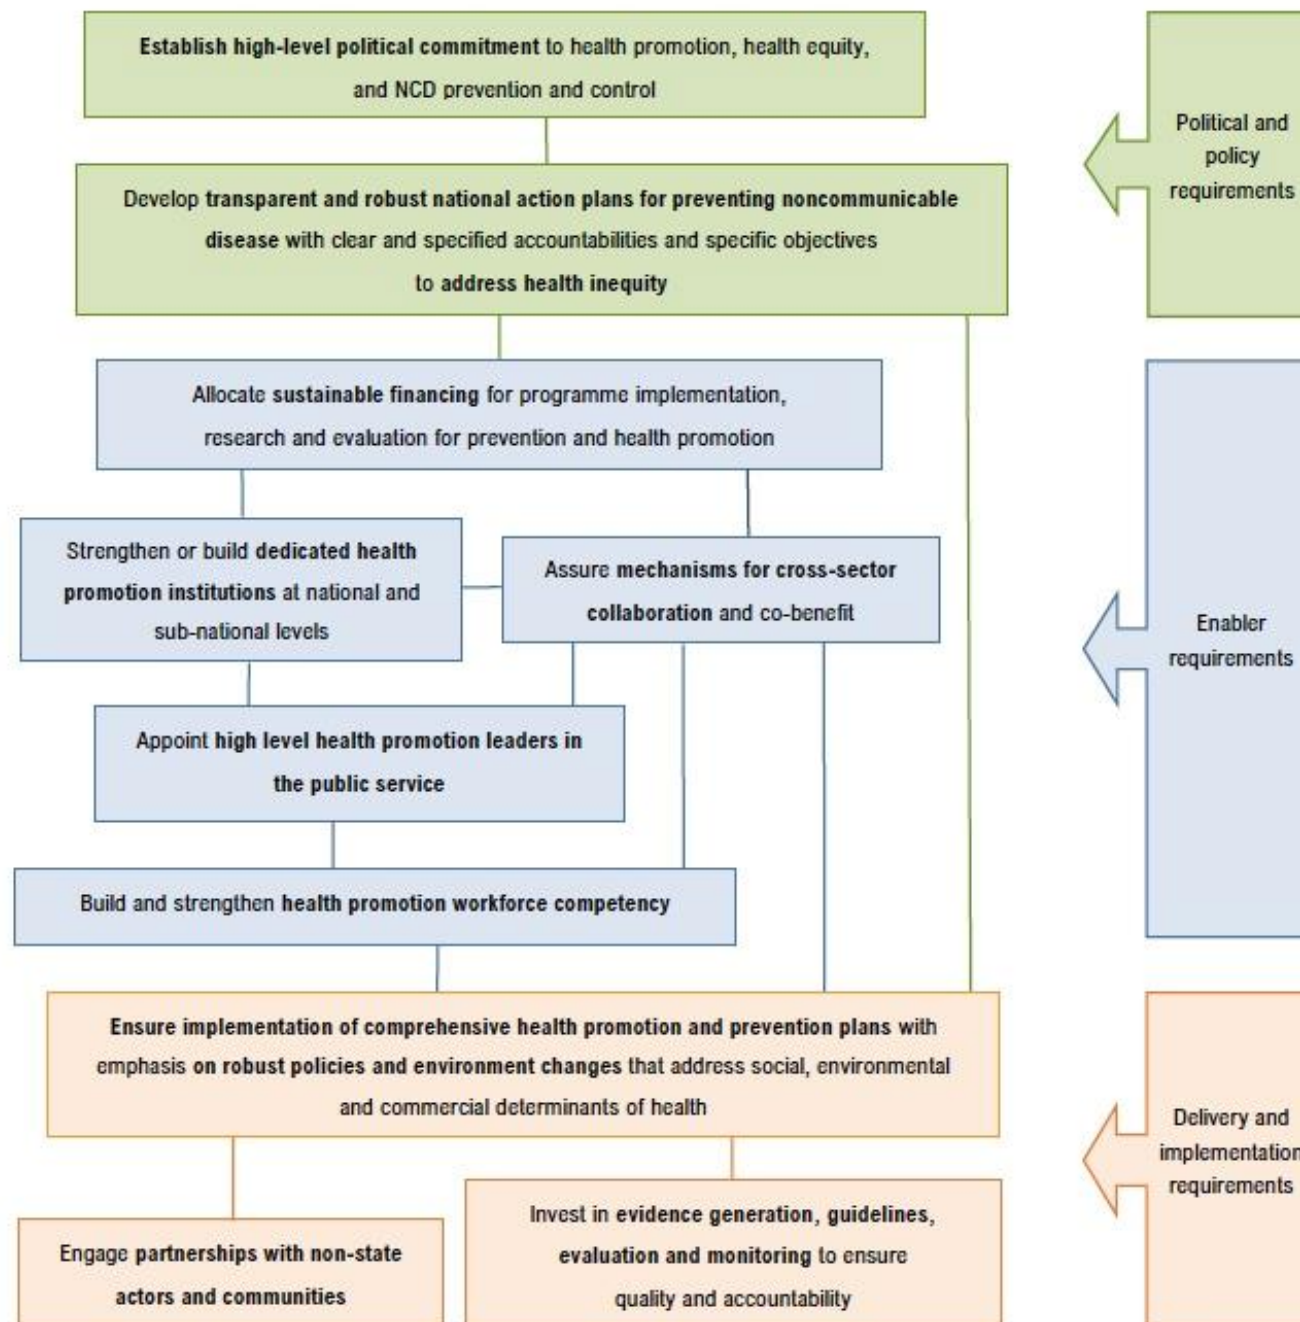 Establish high-level political commitment to health promotion, health equity,
and NCD prevention and control
Political and
policy
requirements
Develop transparent and robust national action plans for preventing noncommunicable
disease with clear and specified accountabilities and specific objectives
to address health inequity
Allocate sustainable financing for programme implementation,
research and evaluation for prevention and health promotion
Strengthen or build dedicated health
promotion institutions at national and
sub-national levels
Assure mechanisms for cross-sector
collaboration and co-benefit
Enabler
requirements
Appoint high level health promotion leaders in
the public service
Build and strengthen health promotion workforce competency
Ensure implementation of comprehensive health promotion and prevention plans with
emphasis on robust policies and environment changes that address social, environmental
and commercial determinants of health
Delivery and
implementation
requirements
Engage partnerships with non-state
actors and communities
Invest in evidence generation, guidelines,
evaluation and monitoring to ensure
quality and accountability